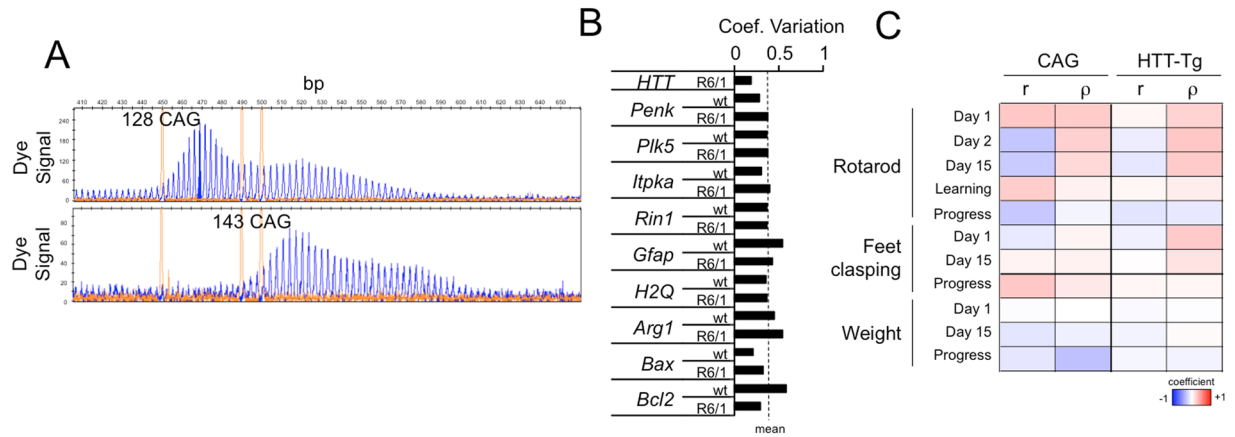 A
bp
410 420 430 440 450 460 470 480 490 500 510 520 530 540 550 560 570 580 590 600 610 620 630 640 650
128 CAG
Dye
Signal
240
180
120
60
0
143 CAG
Dye
Signal
80
60
40
20
0
B
Coef. Variation
0 0.5 1
HTT R6/1
Penk wt
R6/1
Plk5 wt
R6/1
Itpka wt
R6/1
Rin1 wt
R6/1
Gfap wt
R6/1
H2Q wt
R6/1
Arg1 wt
R6/1
Bax wt
R6/1
Bcl2 wt
R6/1
mean
C
CAG HTT-Tg
r ρ r ρ
Rotarod
Day 1
Day 2
Day 15
Learning
Progress
Feet
clasping
Day 1
Day 15
Progress
Weight
Day 1
Day 15
Progress
coefficient
-1 +1